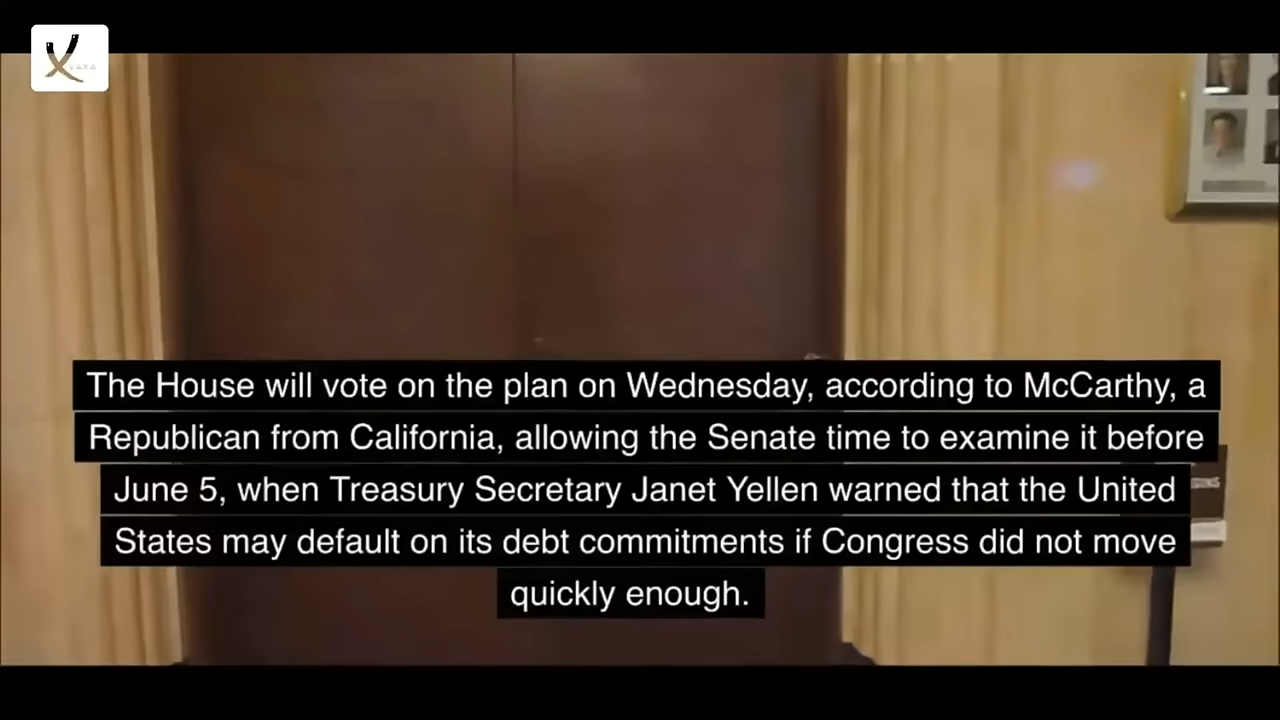 The House will vote on the plan on Wednesday, according to McCarthy, a
Republican from California, allowing the Senate time to examine it before
June 5, when Treasury Secretary Janet Yellen warned that the United
States may default on its debt commitments if Congress did not move
quickly enough.